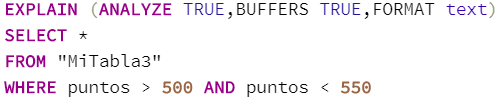 EXPLAIN (ANALYZE TRUE,BUFFERS TRUE,FORMAT text)
SELECT *
FROM "MiTabla3"
WHERE puntos > 500 AND puntos < 550